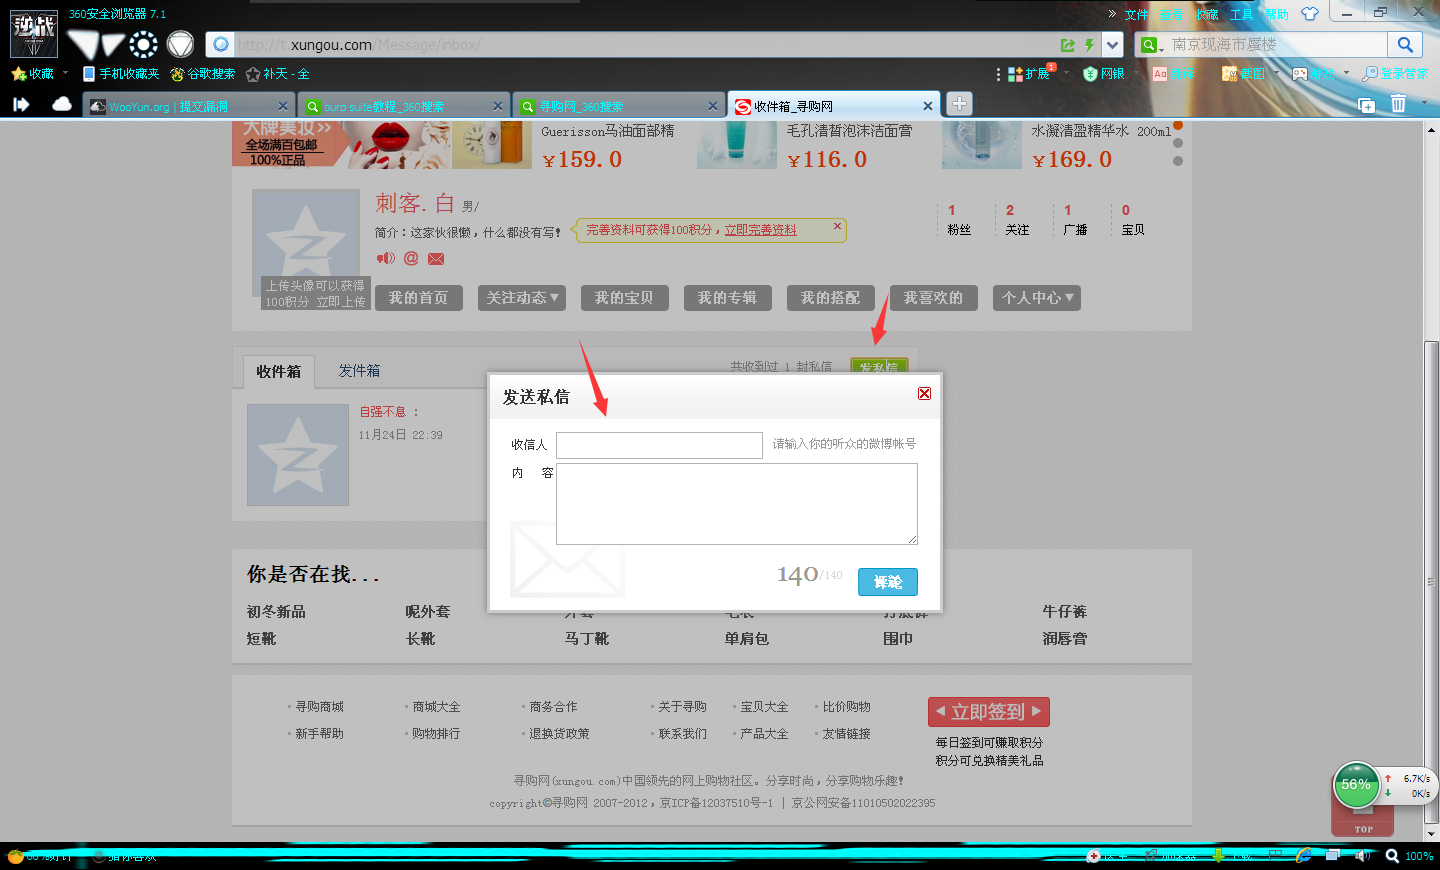 360安全浏览器 7.1
文件 查看 收藏 工具 帮助
http://t.xungou.com/Message/inbox/
南京现海市蜃楼
收藏 手机收藏夹 谷歌搜索 补天 - 全
扩展 1 网银 翻译 截图 游戏 登录管家
WooYun.org | 提交漏洞
burp suite教程_360搜索
寻购网_360搜索
收件箱_寻购网
大牌美妆>>
全场满百包邮
100%正品
Guerisson马油面部精
¥159.0
毛孔清皙泡沫洁面膏
¥116.0
水凝清盈精华水 200ml
¥169.0
刺客. 白 男/
简介：这家伙很懒，什么都没有写！
完善资料可获得100积分，立即完善资料
1 2 1 0
粉丝 关注 广播 宝贝
上传头像可以获得
100积分 立即上传
我的首页 关注动态▼ 我的宝贝 我的专辑 我的搭配 我喜欢的 个人中心▼
收件箱 发件箱
共收到过 1 封私信 发私信
自强不息 ：
11月24日 22:39
发送私信
收信人
请输入你的听众的微博帐号
内 容
140/140
评论
你是否在找...
初冬新品 呢外套 外套 毛衣 打底裤 牛仔裤
短靴 长靴 马丁靴 单肩包 围巾 润唇膏
寻购商城 商城大全 商务合作 关于寻购 宝贝大全 比价购物
新手帮助 购物排行 退换货政策 联系我们 产品大全 友情链接
立即签到
每日签到可赚取积分
积分可兑换精美礼品
寻购网(xungou.com)中国领先的网上购物社区。分享时尚，分享购物乐趣！
copyright©寻购网 2007-2012，京ICP备12037510号-1 | 京公网安备11010502022395
56%
6.7K/s
0K/s
TOP
猜你喜欢
100%